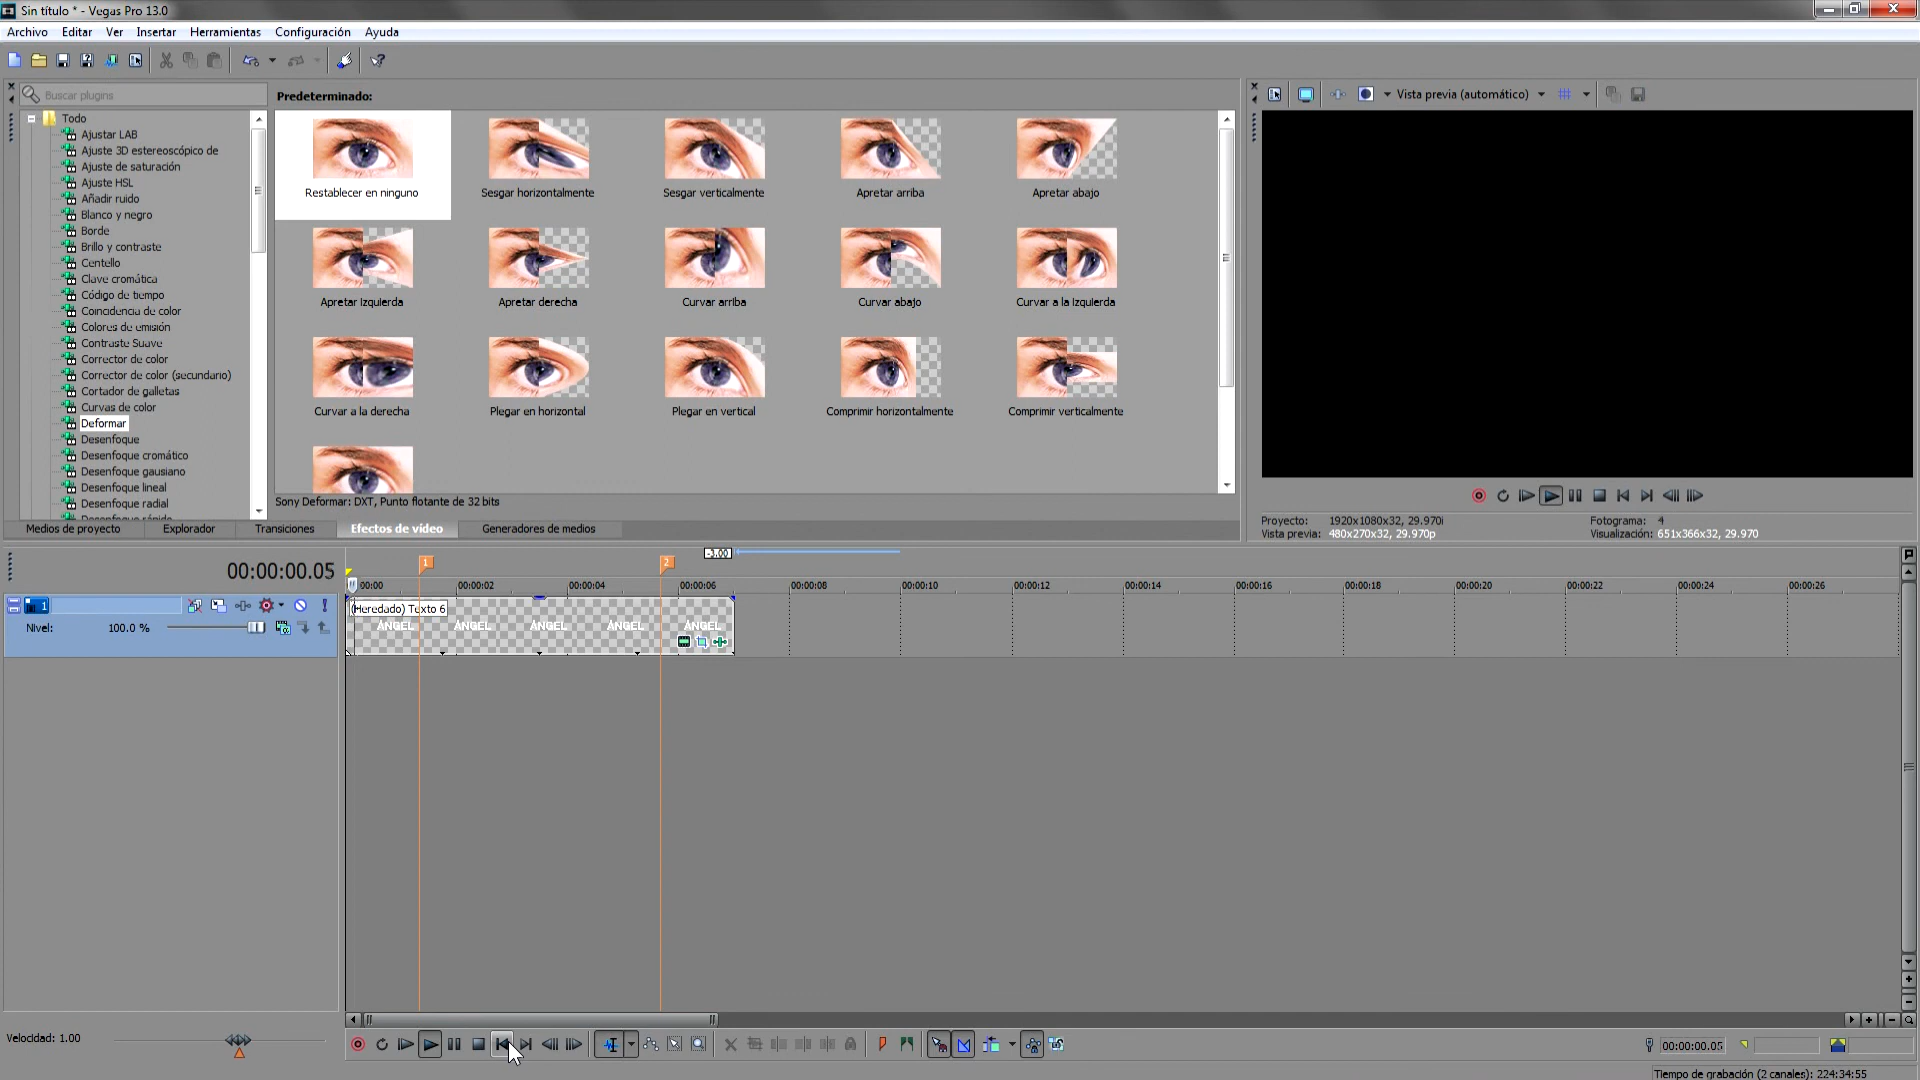 Sin título * - Vegas Pro 13.0
Archivo Editar Ver Insertar Herramientas Configuración Ayuda
Buscar plugins
Predeterminado:
Vista previa (automático)
Todo
Ajustar LAB
Ajuste 3D estereoscópico de
Ajuste de saturación
Ajuste HSL
Añadir ruido
Blanco y negro
Borde
Brillo y contraste
Centello
Clave cromática
Código de tiempo
Coincidencia de color
Colores de emisión
Contraste Suave
Corrector de color
Corrector de color (secundario)
Cortador de galletas
Curvas de color
Deformar
Desenfoque
Desenfoque cromático
Desenfoque gausiano
Desenfoque lineal
Desenfoque radial
Desenfoque rápido
Restablecer en ninguno
Sesgar horizontalmente
Sesgar verticalmente
Apretar arriba
Apretar abajo
Apretar izquierda
Apretar derecha
Curvar arriba
Curvar abajo
Curvar a la izquierda
Curvar a la derecha
Plegar en horizontal
Plegar en vertical
Comprimir horizontalmente
Comprimir verticalmente
Sony Deformar: DXT, Punto flotante de 32 bits
Medios de proyecto Explorador Transiciones Efectos de vídeo Generadores de medios
Proyecto: 1920x1080x32, 29.970i Fotograma: 4
Vista previa: 480x270x32, 29.970p Visualización: 651x366x32, 29.970
00:00:00.05
1 2 -3.00
00:00 00:00:02 00:00:04 00:00:06 00:00:08 00:00:10 00:00:12 00:00:14 00:00:16 00:00:18 00:00:20 00:00:22 00:00:24 00:00:26
1
(Heredado) Texto 6
ÁNGEL ÁNGEL ÁNGEL ÁNGEL ÁNGEL
Nivel: 100.0 %
Velocidad: 1.00
00:00:00.05
Tiempo de grabación (2 canales): 224:34:55